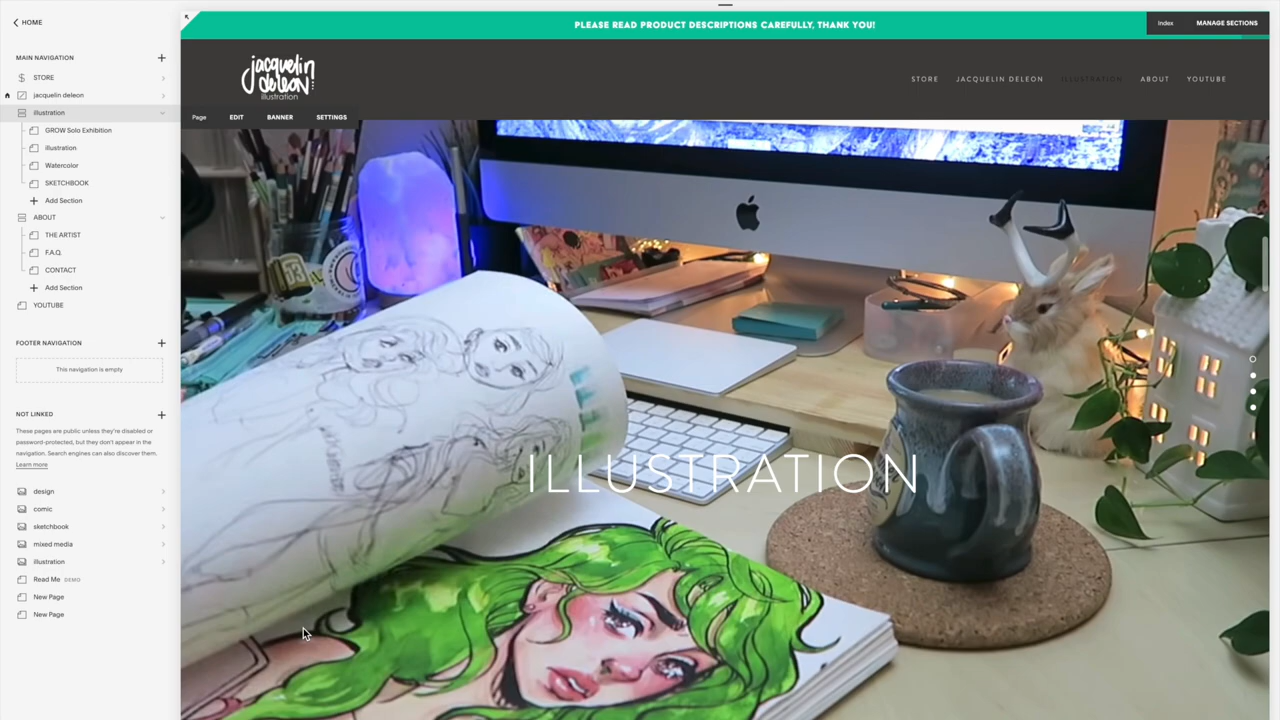 HOME
MAIN NAVIGATION
STORE
jacquelin deleon
illustration
GROW Solo Exhibition
illustration
Watercolor
SKETCHBOOK
Add Section
ABOUT
THE ARTIST
F.A.Q.
CONTACT
Add Section
YOUTUBE
FOOTER NAVIGATION
This navigation is empty
NOT LINKED
These pages are public unless they're disabled or
password-protected, but they don't appear in the
navigation. Search engines can also discover them.
Learn more
design
comic
sketchbook
mixed media
illustration
Read Me DEMO
New Page
New Page
PLEASE READ PRODUCT DESCRIPTIONS CAREFULLY, THANK YOU!
Index MANAGE SECTIONS
jacquelin
deleon
illustration
STORE JACQUELIN DELEON ILLUSTRATION ABOUT YOUTUBE
Page EDIT BANNER SETTINGS
ILLUSTRATION